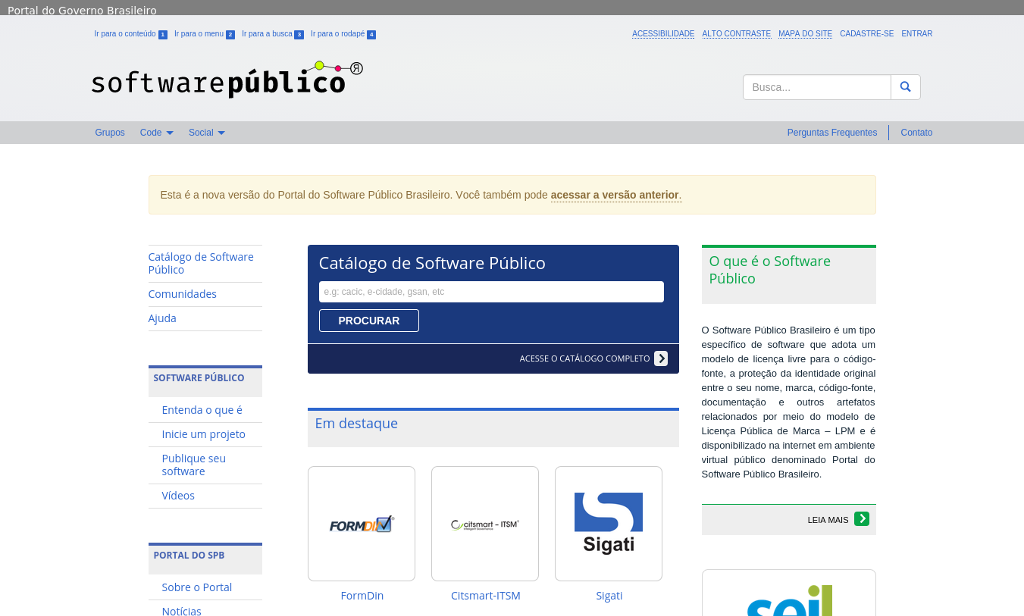 Portal do Governo Brasileiro
Ir para o conteúdo 1 Ir para o menu 2 Ir para a busca 3 Ir para o rodapé 4
ACESSIBILIDADE ALTO CONTRASTE MAPA DO SITE CADASTRE-SE ENTRAR
softwarepúblico
Busca...
Grupos Code Social
Perguntas Frequentes Contato
Esta é a nova versão do Portal do Software Público Brasileiro. Você também pode acessar a versão anterior.
Catálogo de Software
Público
Comunidades
Ajuda
SOFTWARE PÚBLICO
Entenda o que é
Inicie um projeto
Publique seu
software
Vídeos
PORTAL DO SPB
Sobre o Portal
Notícias
Catálogo de Software Público
e.g: cacic, e-cidade, gsan, etc
PROCURAR
ACESSE O CATÁLOGO COMPLETO
Em destaque
FORMDIN
citsmart – ITSM
Sigati
FormDin
Citsmart-ITSM
Sigati
O que é o Software
Público
O Software Público Brasileiro é um tipo
específico de software que adota um
modelo de licença livre para o código-
fonte, a proteção da identidade original
entre o seu nome, marca, código-fonte,
documentação e outros artefatos
relacionados por meio do modelo de
Licença Pública de Marca – LPM e é
disponibilizado na internet em ambiente
virtual público denominado Portal do
Software Público Brasileiro.
LEIA MAIS